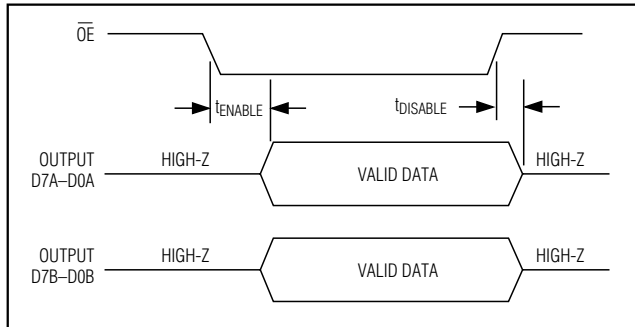 OE
tENABLE
tDISABLE
OUTPUT
D7A–D0A
HIGH-Z
VALID DATA
HIGH-Z
OUTPUT
D7B–D0B
HIGH-Z
VALID DATA
HIGH-Z